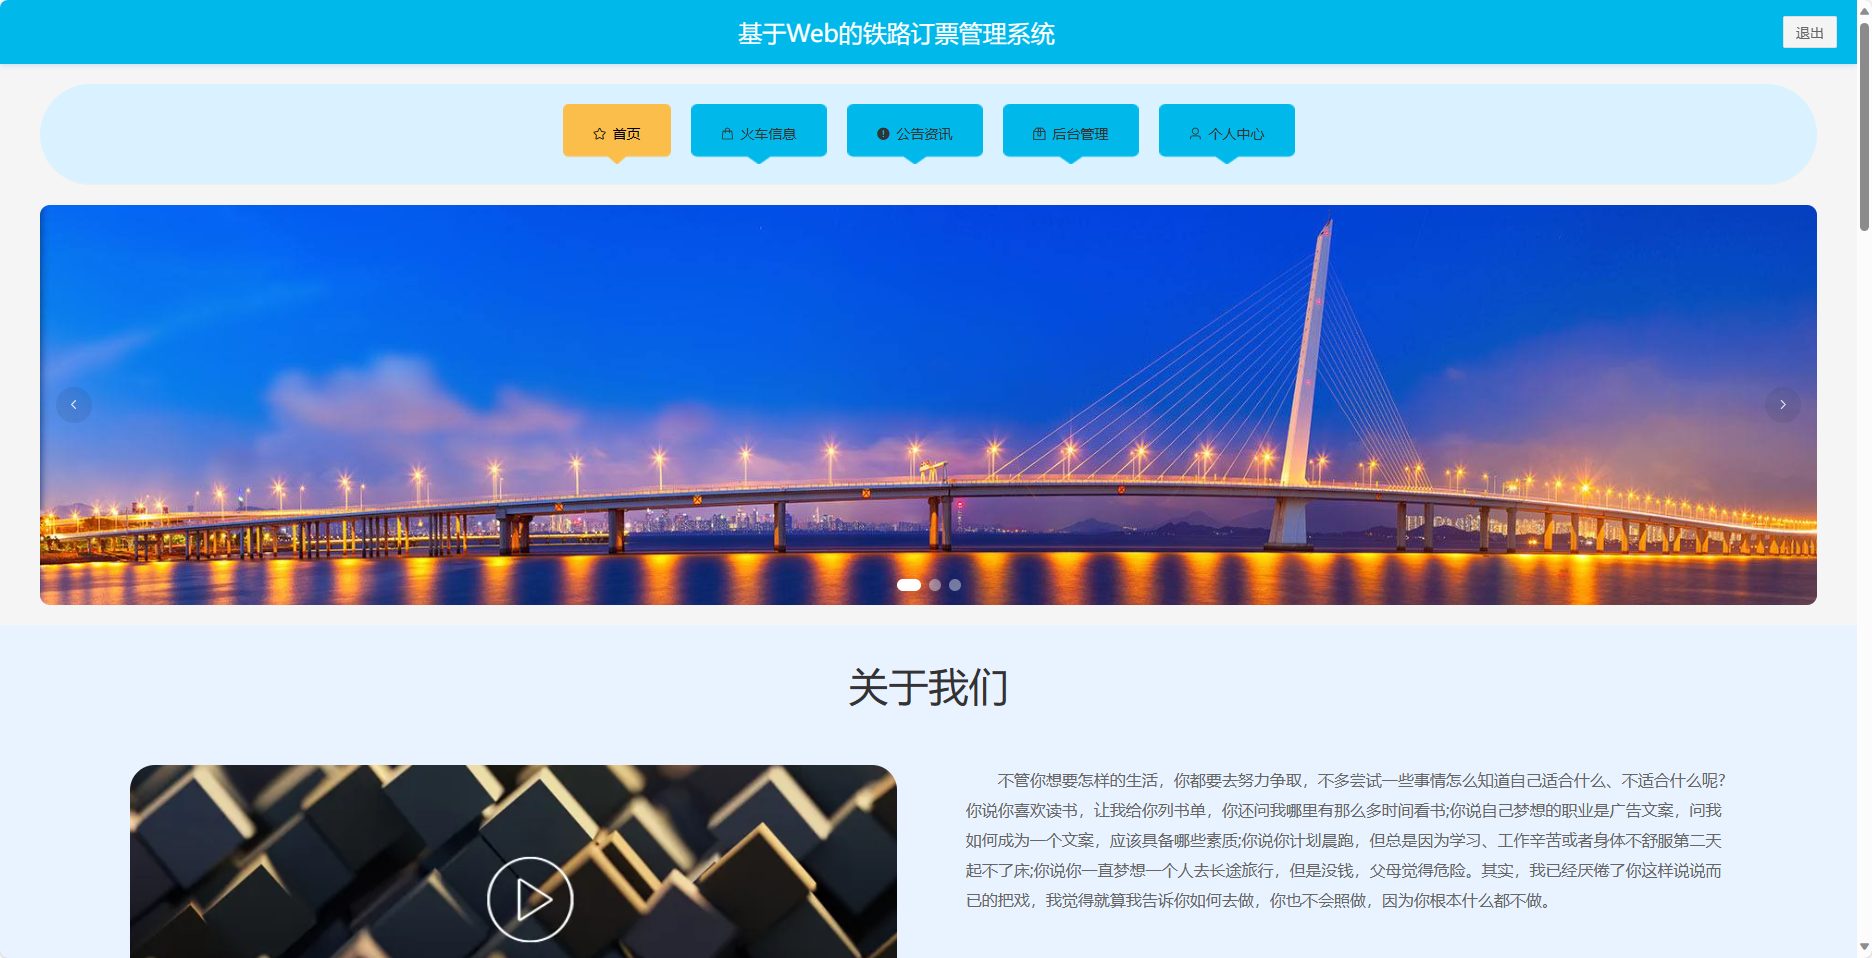 基于Web的铁路订票管理系统
退出
首页
火车信息
公告资讯
后台管理
个人中心
关于我们
不管你想要怎样的生活，你都要去努力争取，不多尝试一些事情怎么知道自己适合什么、不适合什么呢?
你说你喜欢读书，让我给你列书单，你还问我哪里有那么多时间看书;你说自己梦想的职业是广告文案，问我
如何成为一个文案，应该具备哪些素质;你说你计划晨跑，但总是因为学习、工作辛苦或者身体不舒服第二天
起不了床;你说你一直梦想一个人去长途旅行，但是没钱，父母觉得危险。其实，我已经厌倦了你这样说说而
已的把戏，我觉得就算我告诉你如何去做，你也不会照做，因为你根本什么都不做。